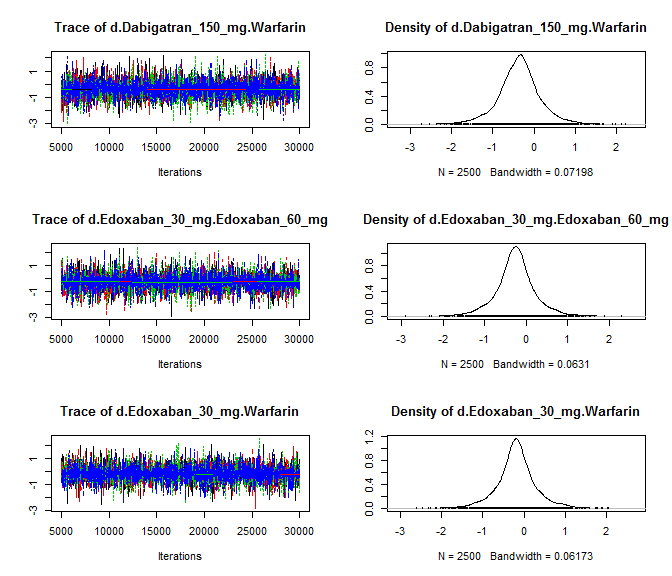 Trace of d.Dabigatran_150_mg.Warfarin
1
-1
-3
5000 10000 15000 20000 25000 30000
Iterations
Density of d.Dabigatran_150_mg.Warfarin
0.8
0.4
0.0
-3 -2 -1 0 1 2
N = 2500 Bandwidth = 0.07198
Trace of d.Edoxaban_30_mg.Edoxaban_60_mg
1
-1
-3
5000 10000 15000 20000 25000 30000
Iterations
Density of d.Edoxaban_30_mg.Edoxaban_60_mg
0.8
0.4
0.0
-3 -2 -1 0 1 2
N = 2500 Bandwidth = 0.0631
Trace of d.Edoxaban_30_mg.Warfarin
1
-1
-3
5000 10000 15000 20000 25000 30000
Iterations
Density of d.Edoxaban_30_mg.Warfarin
1.2
0.8
0.4
0.0
-3 -2 -1 0 1 2
N = 2500 Bandwidth = 0.06173